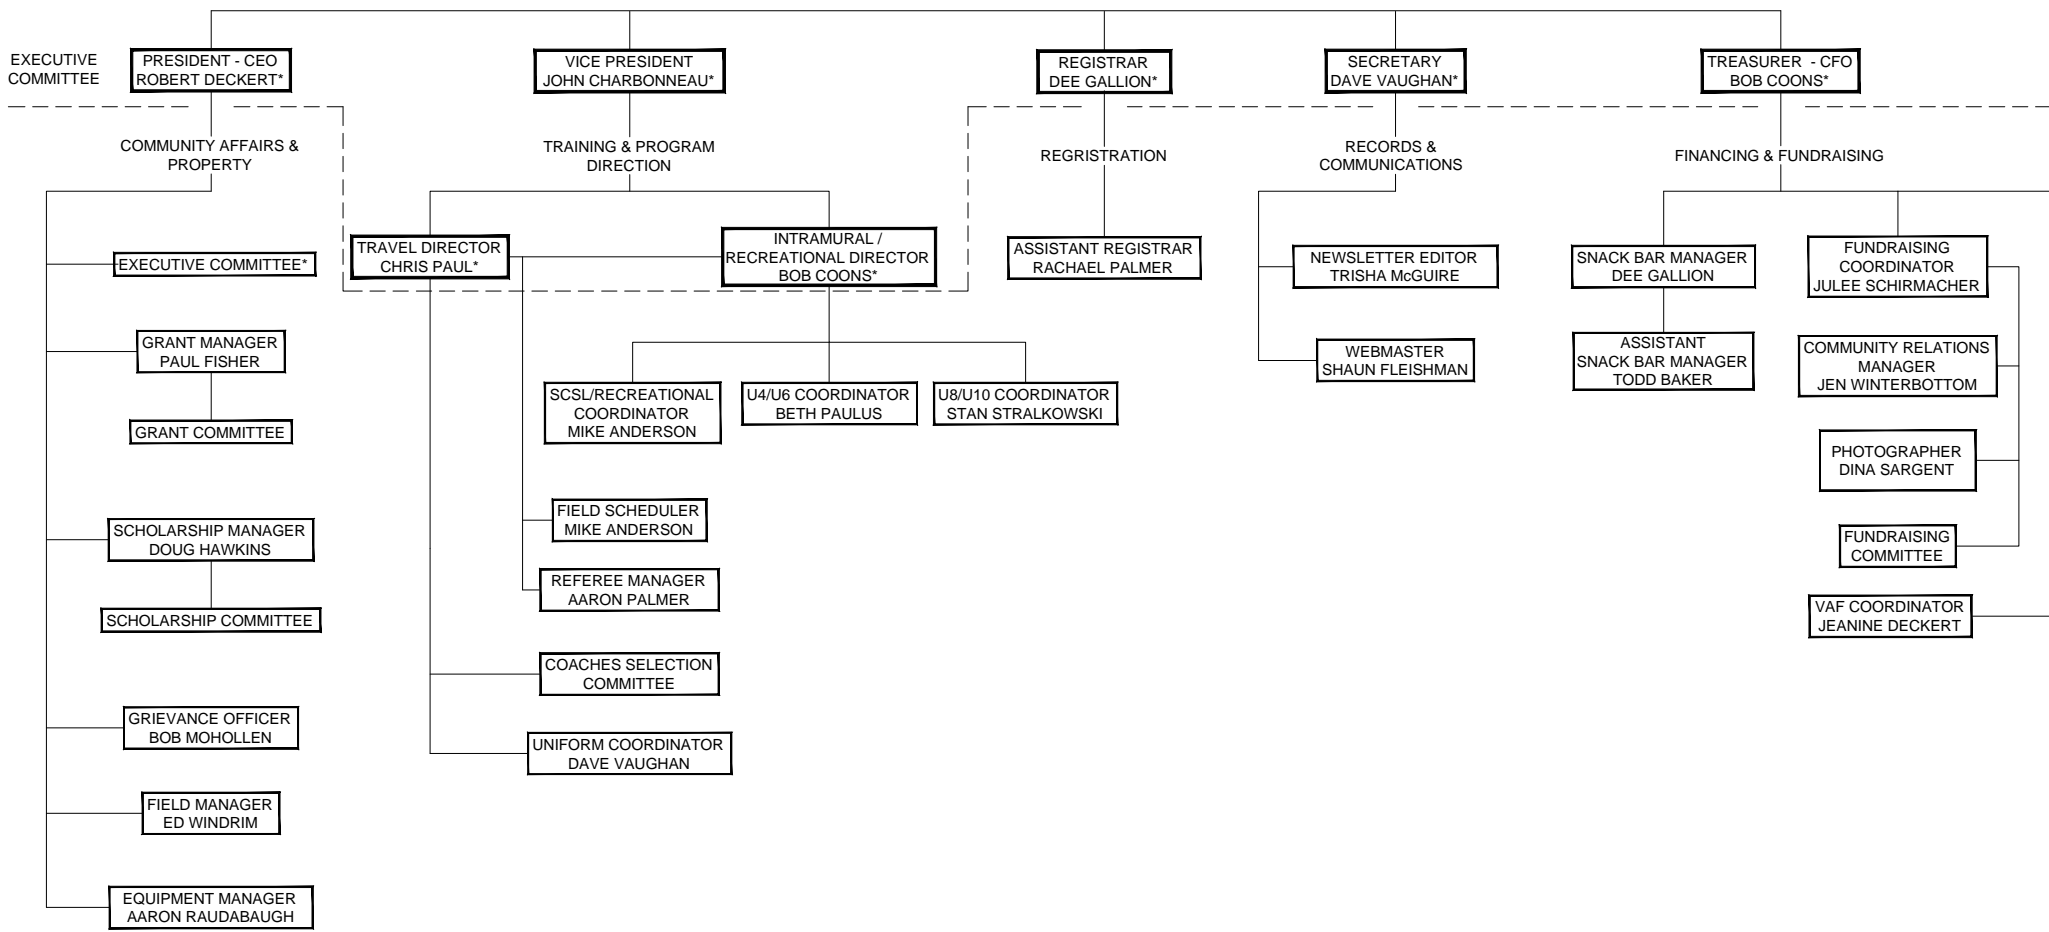 EXECUTIVE
COMMITTEE
PRESIDENT - CEO
ROBERT DECKERT*
VICE PRESIDENT
JOHN CHARBONNEAU*
REGISTRAR
DEE GALLION*
SECRETARY
DAVE VAUGHAN*
TREASURER - CFO
BOB COONS*
COMMUNITY AFFAIRS &
PROPERTY
TRAINING & PROGRAM
DIRECTION
REGRISTRATION
RECORDS &
COMMUNICATIONS
FINANCING & FUNDRAISING
EXECUTIVE COMMITTEE*
GRANT MANAGER
PAUL FISHER
GRANT COMMITTEE
SCHOLARSHIP MANAGER
DOUG HAWKINS
SCHOLARSHIP COMMITTEE
GRIEVANCE OFFICER
BOB MOHOLLEN
FIELD MANAGER
ED WINDRIM
EQUIPMENT MANAGER
AARON RAUDABAUGH
TRAVEL DIRECTOR
CHRIS PAUL*
INTRAMURAL /
RECREATIONAL DIRECTOR
BOB COONS*
SCSL/RECREATIONAL
COORDINATOR
MIKE ANDERSON
U4/U6 COORDINATOR
BETH PAULUS
U8/U10 COORDINATOR
STAN STRALKOWSKI
FIELD SCHEDULER
MIKE ANDERSON
REFEREE MANAGER
AARON PALMER
COACHES SELECTION
COMMITTEE
UNIFORM COORDINATOR
DAVE VAUGHAN
ASSISTANT REGISTRAR
RACHAEL PALMER
NEWSLETTER EDITOR
TRISHA McGUIRE
WEBMASTER
SHAUN FLEISHMAN
SNACK BAR MANAGER
DEE GALLION
ASSISTANT
SNACK BAR MANAGER
TODD BAKER
FUNDRAISING
COORDINATOR
JULEE SCHIRMACHER
COMMUNITY RELATIONS
MANAGER
JEN WINTERBOTTOM
PHOTOGRAPHER
DINA SARGENT
FUNDRAISING
COMMITTEE
VAF COORDINATOR
JEANINE DECKERT